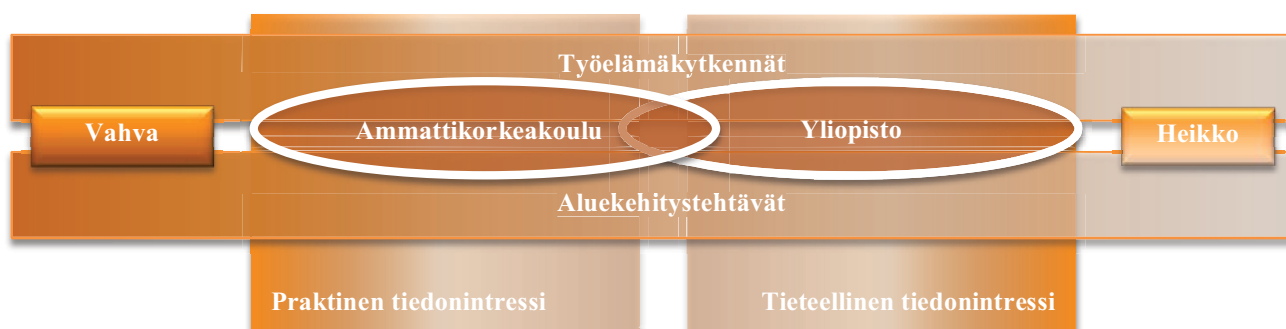 Työelämäkytkennät
Vahva
Ammattikorkeakoulu
Yliopisto
Heikko
Aluekehitystehtävät
Praktinen tiedonintressi
Tieteellinen tiedonintressi